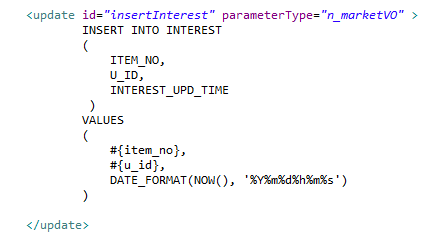 <update id="insertInterest" parameterType="n_marketVO" >
INSERT INTO INTEREST
(
ITEM_NO,
U_ID,
INTEREST_UPD_TIME
)
VALUES
(
#{item_no},
#{u_id},
DATE_FORMAT(NOW(), '%Y%m%d%h%m%s')
)
</update>